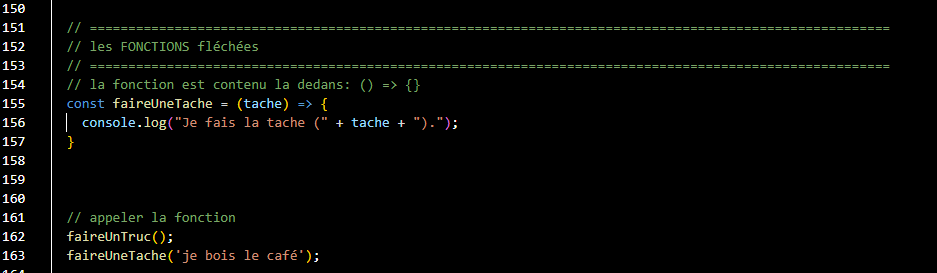 150
151 // ====================================================================================================
152 // les FONCTIONS fléchées
153 // ====================================================================================================
154 // la fonction est contenu la dedans: () => {}
155 const faireUneTache = (tache) => {
156 console.log("Je fais la tache (" + tache + ").");
157 }
158
159
160
161 // appeler la fonction
162 faireUnTruc();
163 faireUneTache('je bois le café');